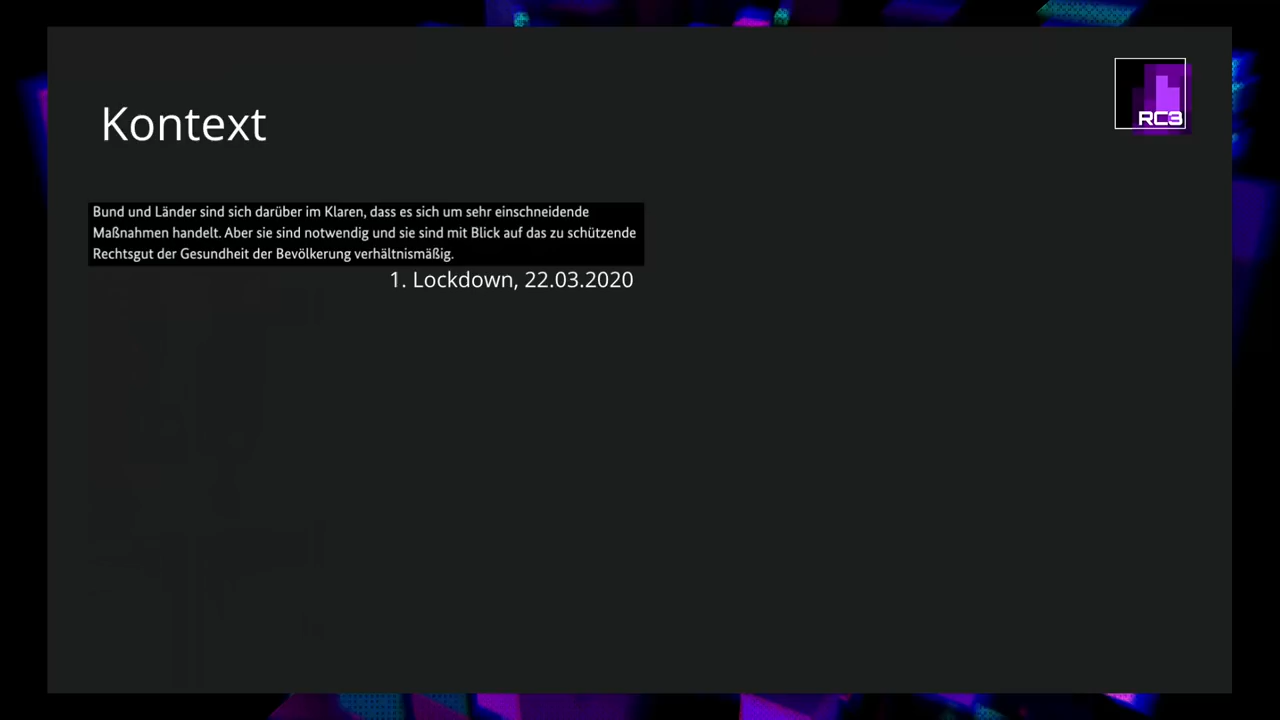 Kontext
RC3
Bund und Länder sind sich darüber im Klaren, dass es sich um sehr einschneidende
Maßnahmen handelt. Aber sie sind notwendig und sie sind mit Blick auf das zu schützende
Rechtsgut der Gesundheit der Bevölkerung verhältnismäßig.
1. Lockdown, 22.03.2020